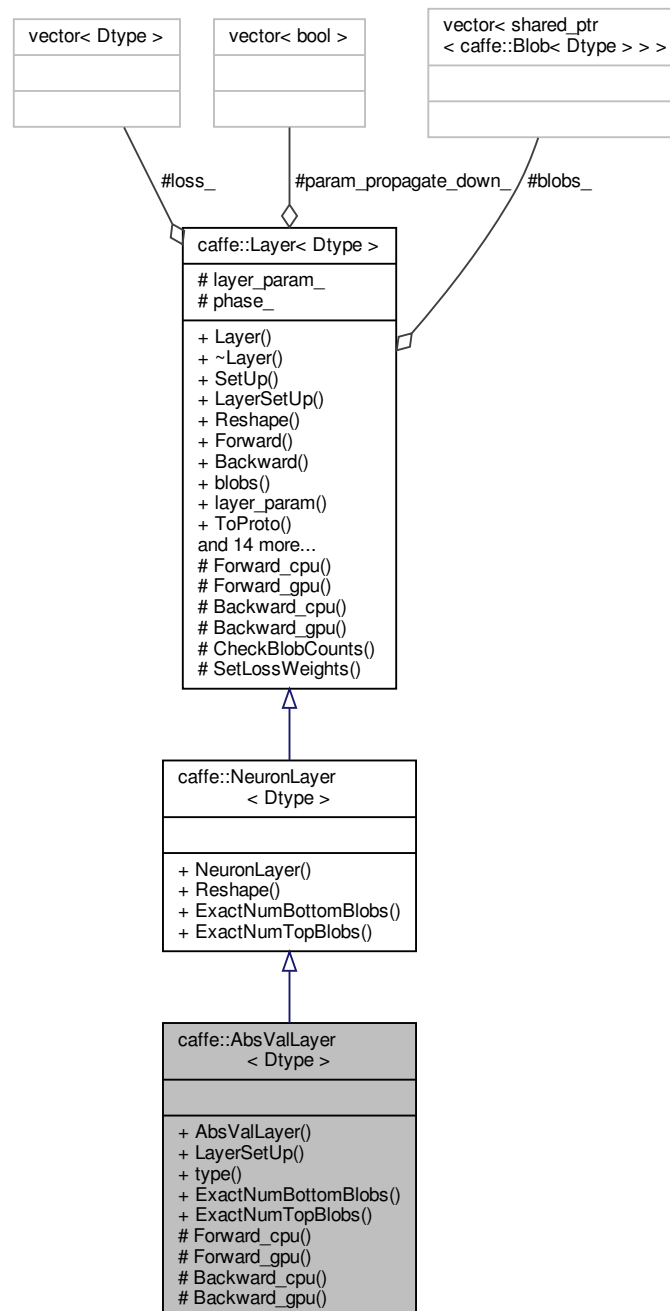 vector< Dtype >
vector< bool >
vector< shared_ptr
< caffe::Blob< Dtype > > >
#loss_
#param_propagate_down_
#blobs_
caffe::Layer< Dtype >
# layer_param_
# phase_
+ Layer()
+ ~Layer()
+ SetUp()
+ LayerSetUp()
+ Reshape()
+ Forward()
+ Backward()
+ blobs()
+ layer_param()
+ ToProto()
and 14 more...
# Forward_cpu()
# Forward_gpu()
# Backward_cpu()
# Backward_gpu()
# CheckBlobCounts()
# SetLossWeights()
caffe::NeuronLayer
< Dtype >
+ NeuronLayer()
+ Reshape()
+ ExactNumBottomBlobs()
+ ExactNumTopBlobs()
caffe::AbsValLayer
< Dtype >
+ AbsValLayer()
+ LayerSetUp()
+ type()
+ ExactNumBottomBlobs()
+ ExactNumTopBlobs()
# Forward_cpu()
# Forward_gpu()
# Backward_cpu()
# Backward_gpu()